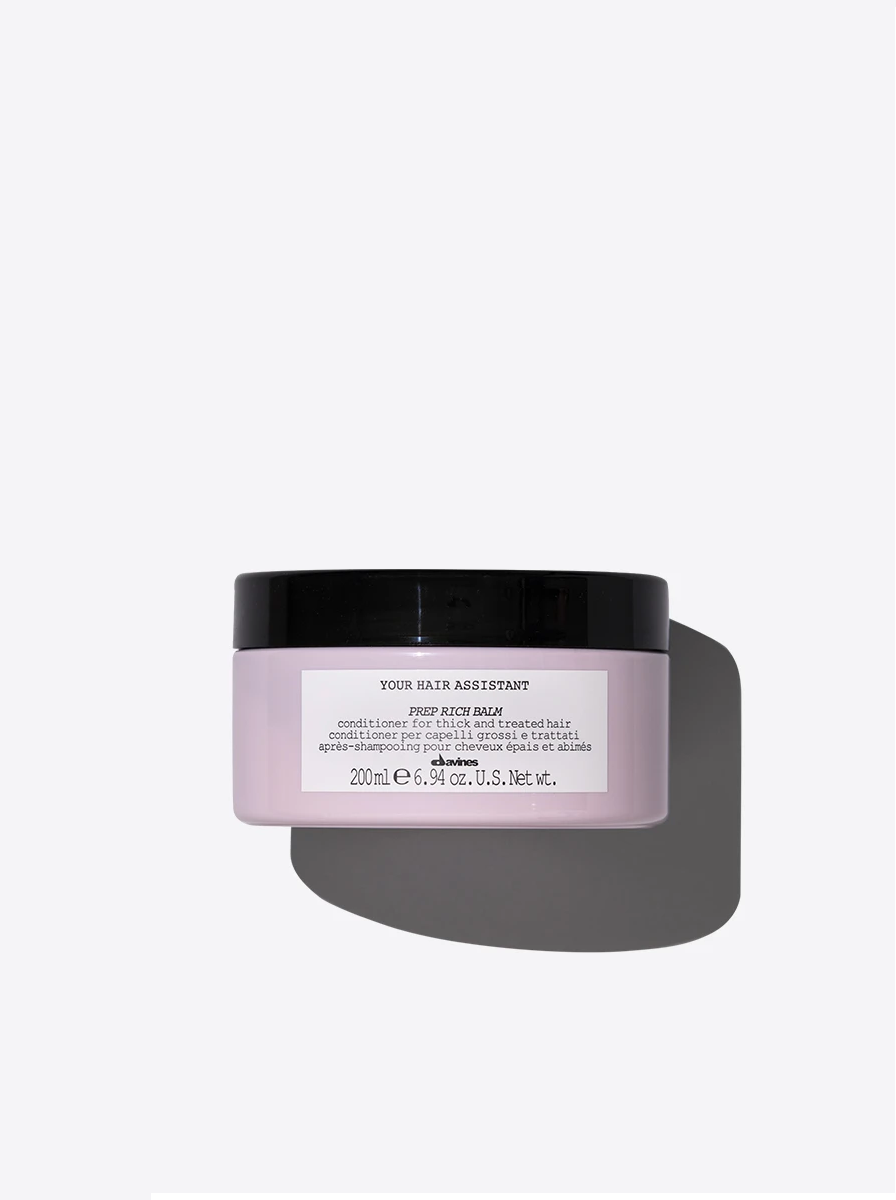 YOUR HAIR ASSISTANT
PREP RICH BALM
conditioner for thick and treated hair
conditioner per capelli grossi e trattati
après-shampooing pour cheveux épais et abimés
davines
200ml ℮ 6.94 oz. U.S. Net wt.